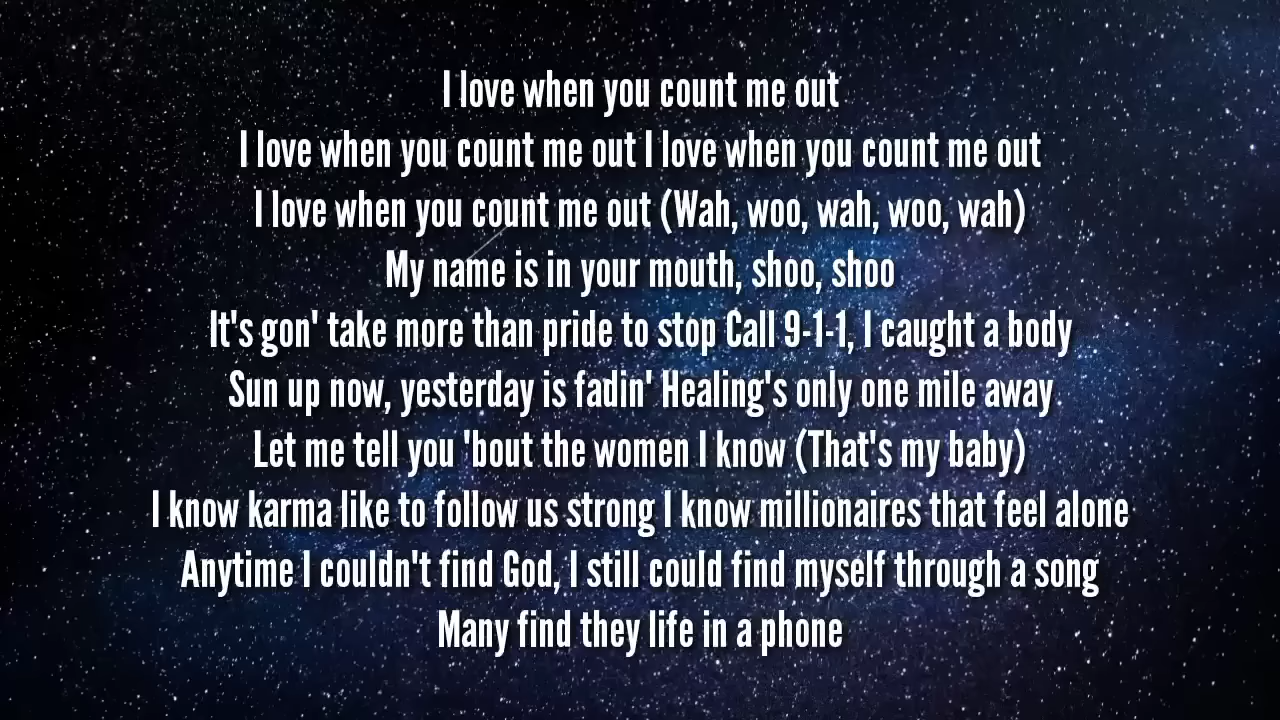 I love when you count me out
I love when you count me out I love when you count me out
I love when you count me out (Wah, woo, wah, woo, wah)
My name is in your mouth, shoo, shoo
It's gon' take more than pride to stop Call 9-1-1, I caught a body
Sun up now, yesterday is fadin' Healing's only one mile away
Let me tell you 'bout the women I know (That's my baby)
I know karma like to follow us strong I know millionaires that feel alone
Anytime I couldn't find God, I still could find myself through a song
Many find they life in a phone